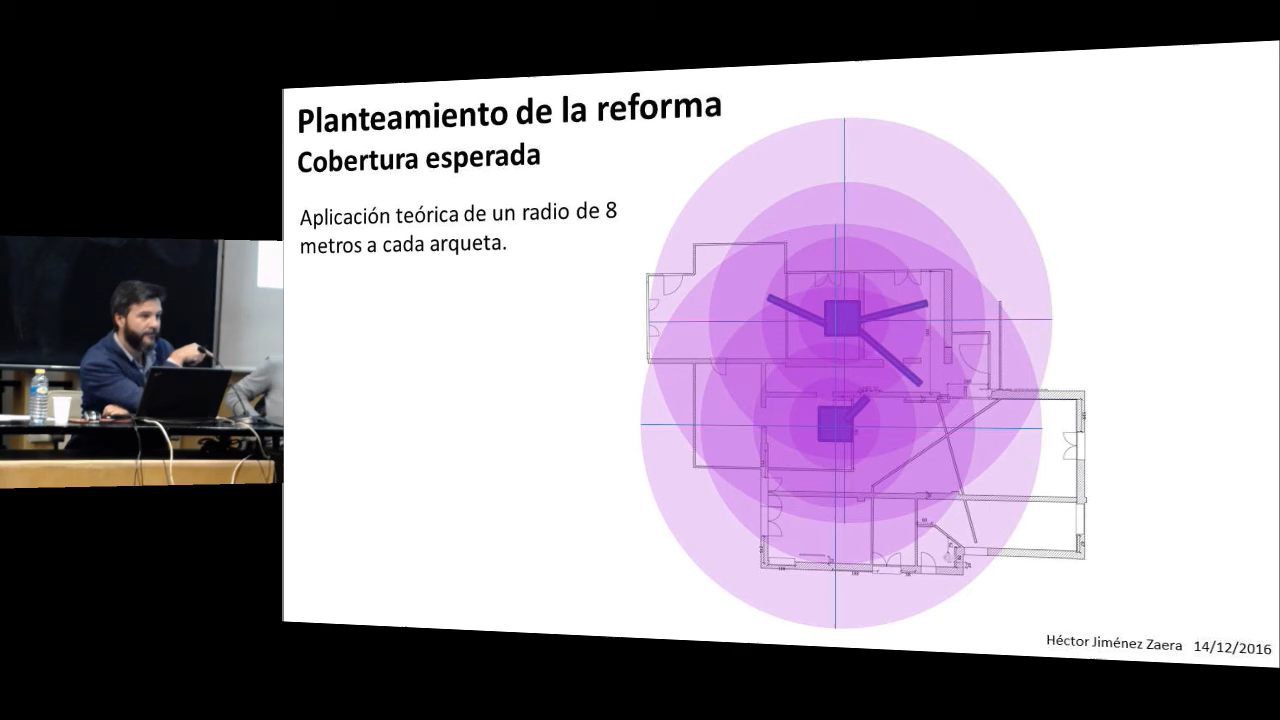 Planteamiento de la reforma
Cobertura esperada
Aplicación teórica de un radio de 8
metros a cada arqueta.
Héctor Jiménez Zaera 14/12/2016